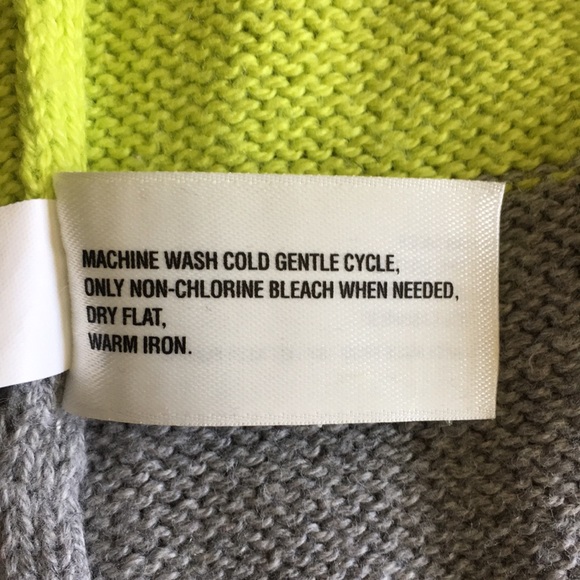 MACHINE WASH COLD GENTLE CYCLE,
ONLY NON-CHLORINE BLEACH WHEN NEEDED,
DRY FLAT,
WARM IRON.